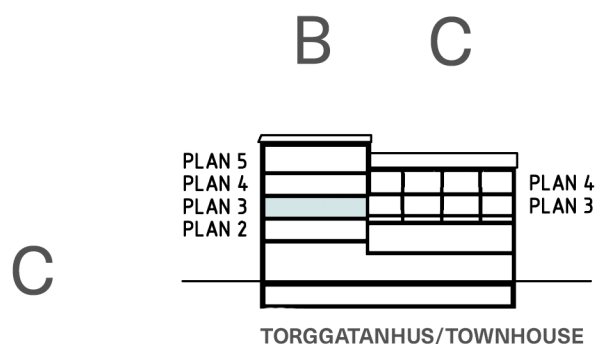 B C
PLAN 5
PLAN 4 PLAN 4
PLAN 3 PLAN 3
PLAN 2
C
TORGGATANHUS/TOWNHOUSE